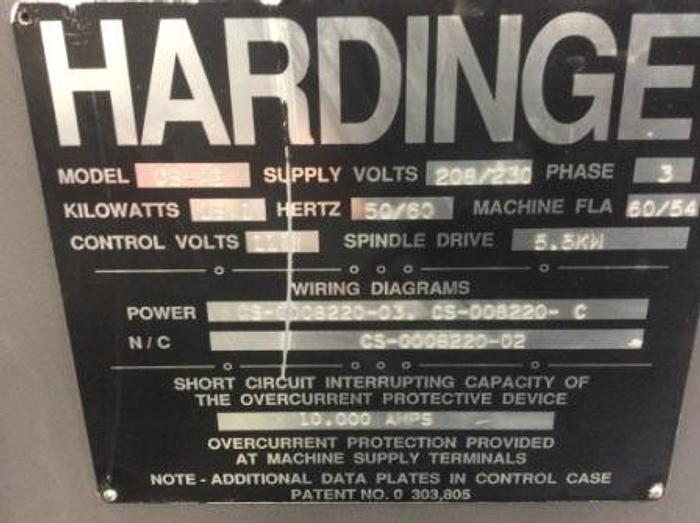 HARDINGE
MODEL SUPPLY VOLTS 208/230 PHASE 3
KILOWATTS HERTZ 50/60 MACHINE FLA 60/54
CONTROL VOLTS SPINDLE DRIVE 5.5KW
WIRING DIAGRAMS
POWER CS-0008220-03, CS-008220- C
N/C CS-0008220-02
SHORT CIRCUIT INTERRUPTING CAPACITY OF
THE OVERCURRENT PROTECTIVE DEVICE
10,000 AMPS
OVERCURRENT PROTECTION PROVIDED
AT MACHINE SUPPLY TERMINALS
NOTE - ADDITIONAL DATA PLATES IN CONTROL CASE
PATENT NO. 0 303,805